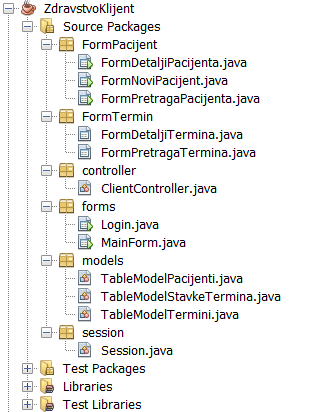 ZdravstvoKlijent
Source Packages
FormPacijent
FormDetaljiPacijenta.java
FormNoviPacijent.java
FormPretragaPacijenta.java
FormTermin
FormDetaljiTermina.java
FormPretragaTermina.java
controller
ClientController.java
forms
Login.java
MainForm.java
models
TableModelPacijenti.java
TableModelStavkeTermina.java
TableModelTermini.java
session
Session.java
Test Packages
Libraries
Test Libraries